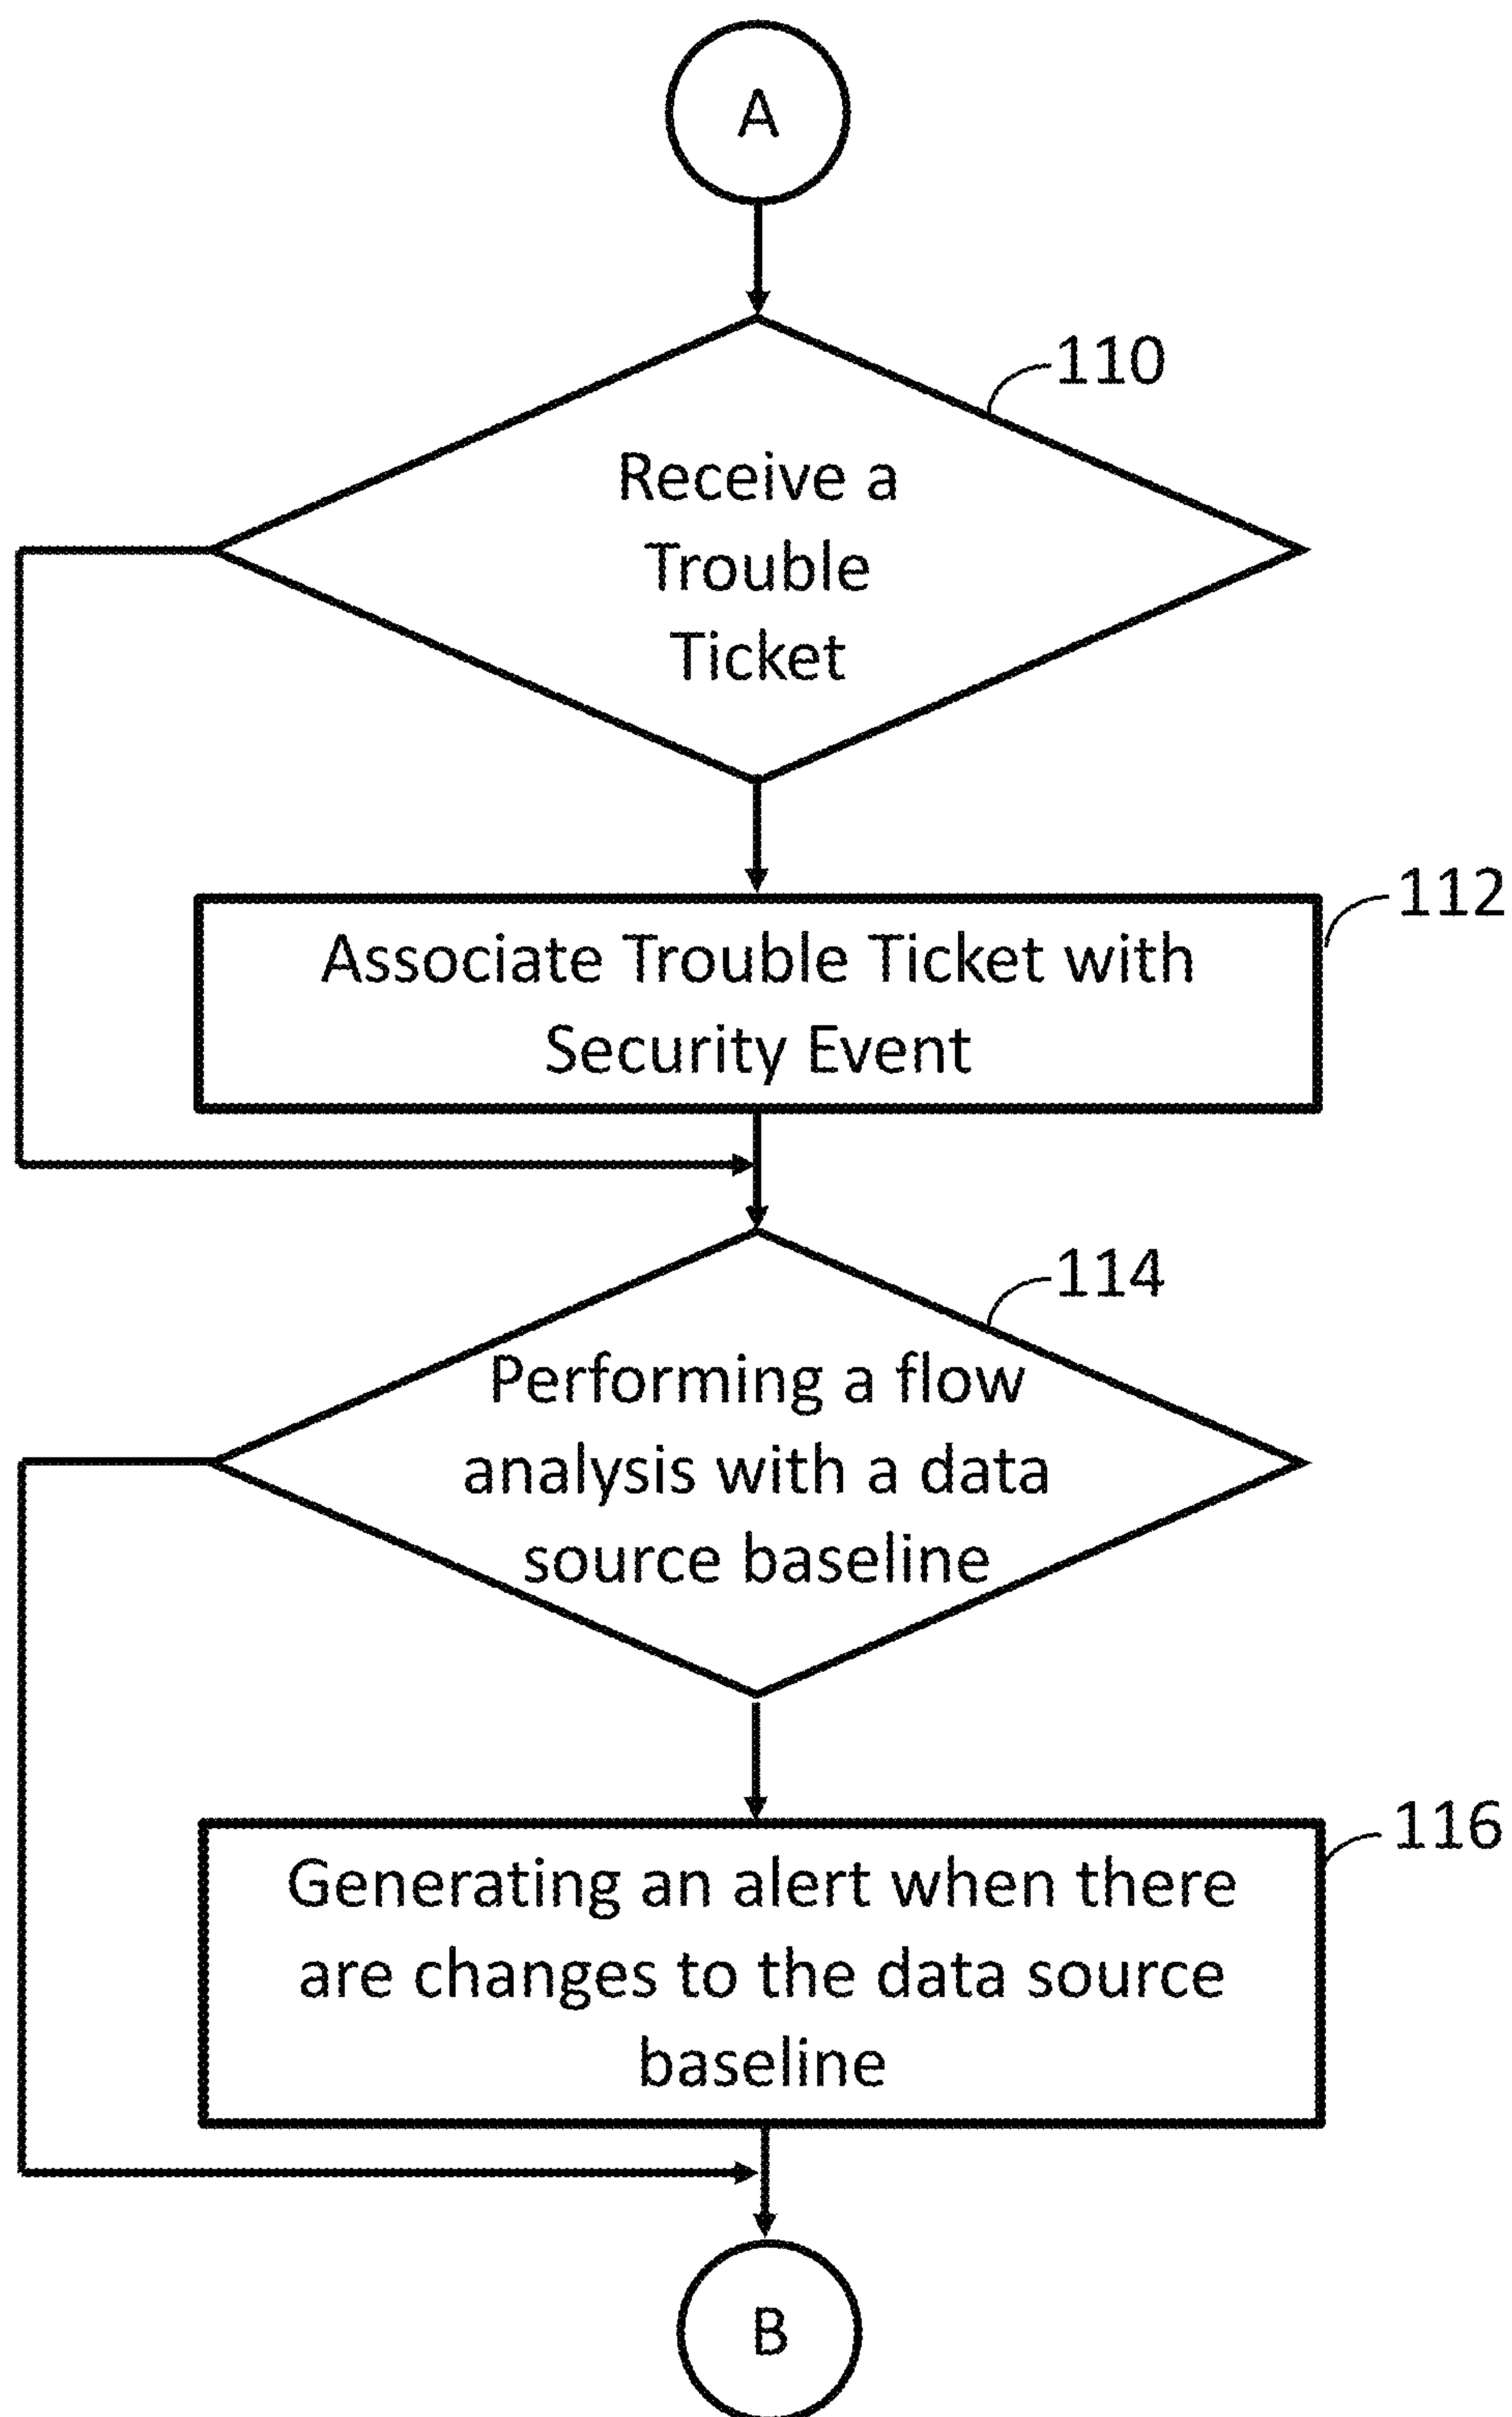 A
110
Receive a
Trouble
Ticket
112
Associate Trouble Ticket with
Security Event
114
Performing a flow
analysis with a data
source baseline
116
Generating an alert when there
are changes to the data source
baseline
B